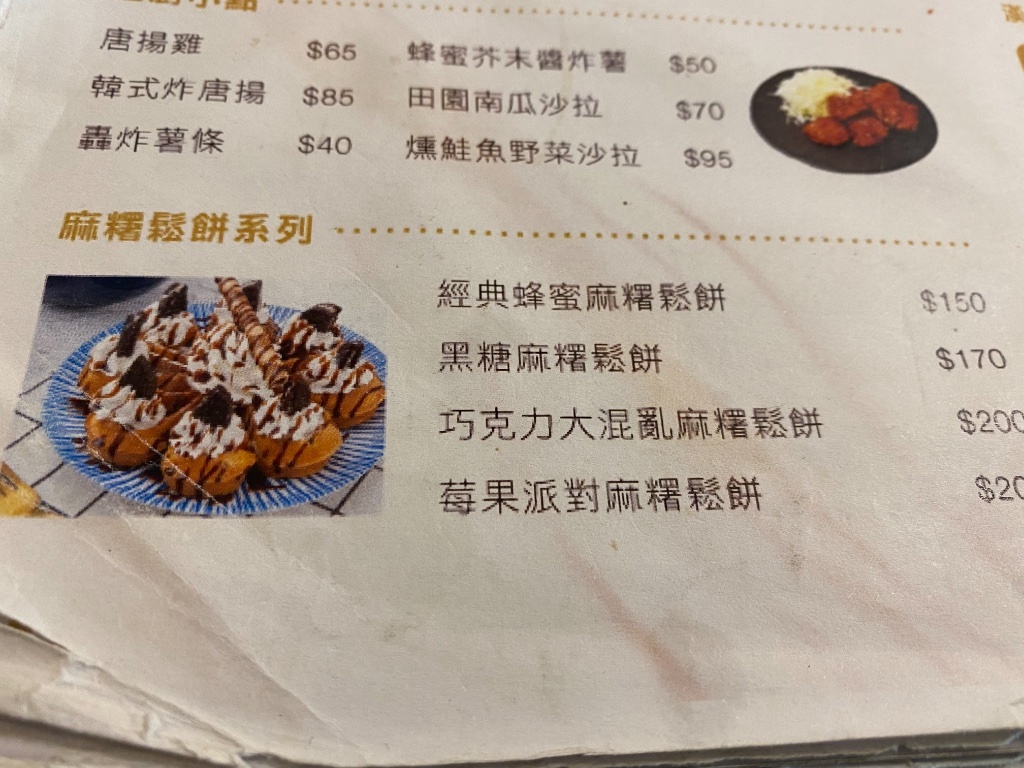 小點
唐揚雞 $65 蜂蜜芥末醬炸薯 $50
韓式炸唐揚 $85 田園南瓜沙拉 $70
轟炸薯條 $40 燻鮭魚野菜沙拉 $95
麻糬鬆餅系列
經典蜂蜜麻糬鬆餅 $150
黑糖麻糬鬆餅 $170
巧克力大混亂麻糬鬆餅 $200
莓果派對麻糬鬆餅 $20